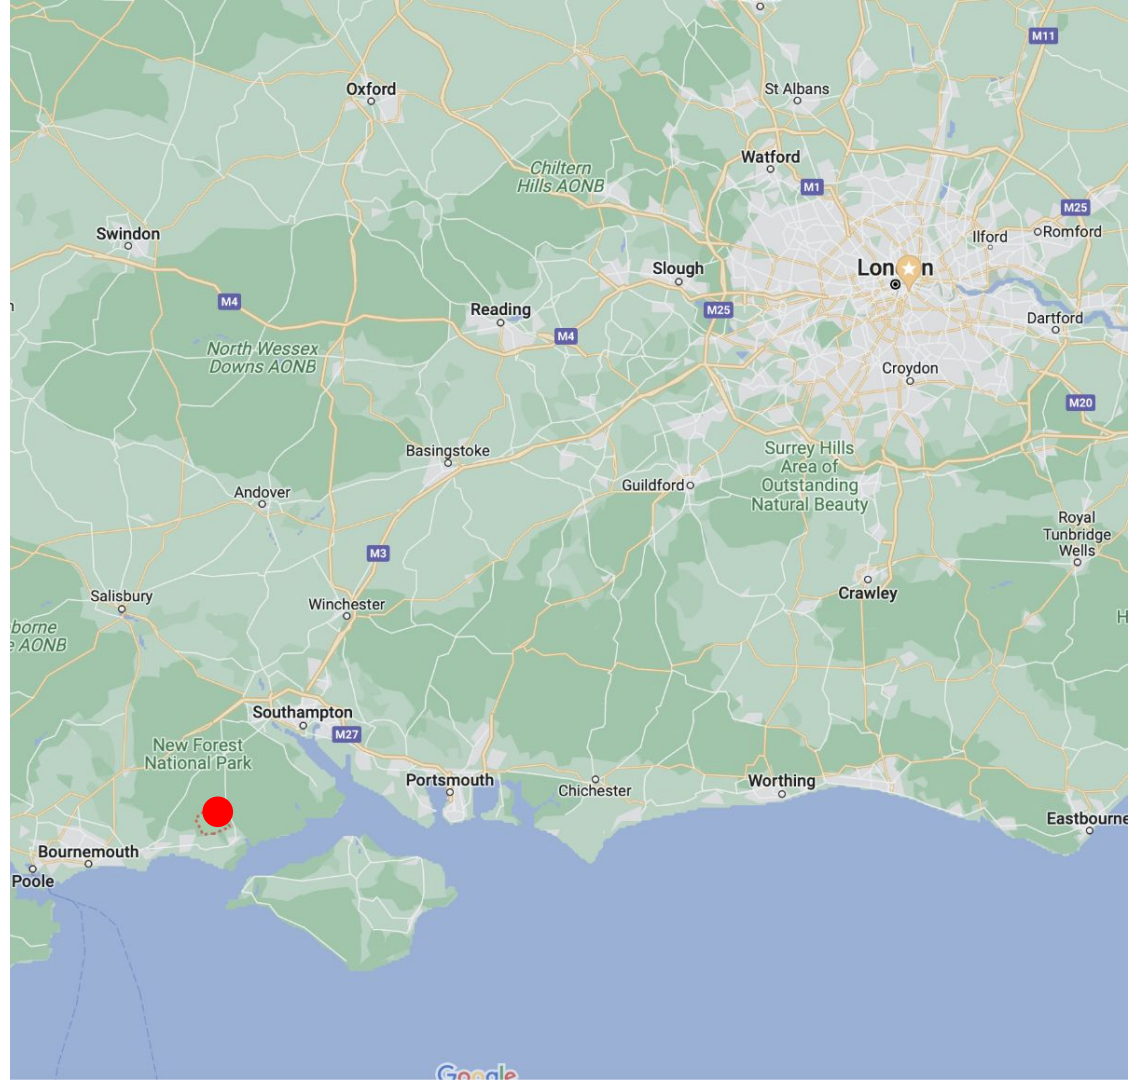 M11
Oxford
St Albans
Watford
Chiltern
Hills AONB
M1
M25
Swindon
Ilford
Romford
Slough
Lon n
M4
Reading
M25
M4
Dartford
North Wessex
Downs AONB
Croydon
M20
Basingstoke
Surrey Hills
Area of
Outstanding
Natural Beauty
Guildford
Andover
Royal
Tunbridge
Wells
M3
Crawley
Salisbury
Winchester
H
borne
e AONB
Southampton
M27
New Forest
National Park
Portsmouth
Chichester
Worthing
Eastbourne
Bournemouth
Poole
Google